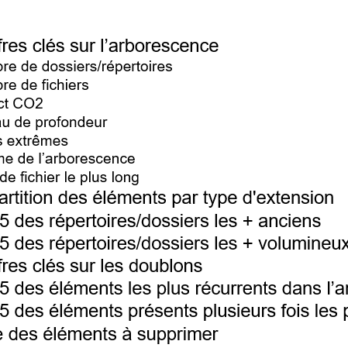 fres clés sur l'arborescence
bre de dossiers/répertoires
bre de fichiers
ct CO2
au de profondeur
s extrêmes
me de l'arborescence
de fichier le plus long
artition des éléments par type d'extension
5 des répertoires/dossiers les + anciens
5 des répertoires/dossiers les + volumineux
fres clés sur les doublons
5 des éléments les plus récurrents dans l'a
5 des éléments présents plusieurs fois les p
e des éléments à supprimer